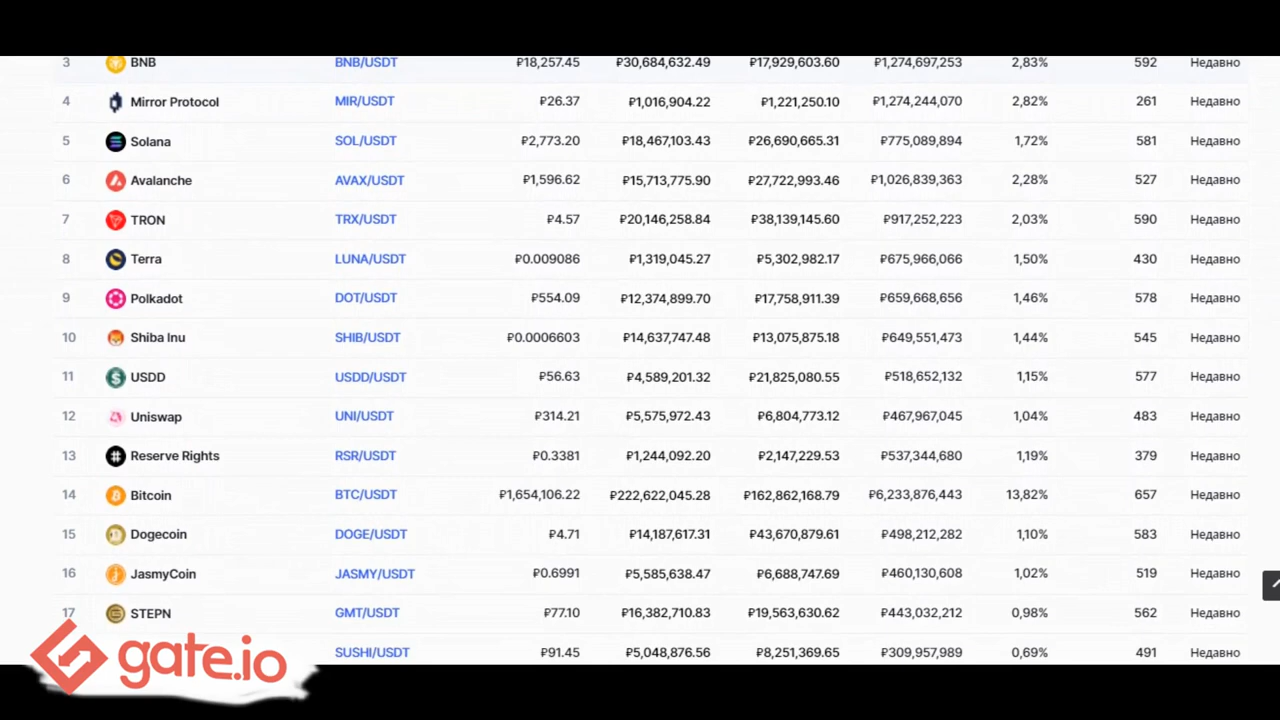 3 BNB BNB/USDT ₽18,257.45 ₽30,684,632.49 ₽17,929,603.60 ₽1,274,697,253 2,83% 592 Недавно
4 Mirror Protocol MIR/USDT ₽26.37 ₽1,016,904.22 ₽1,221,250.10 ₽1,274,244,070 2,82% 261 Недавно
5 Solana SOL/USDT ₽2,773.20 ₽18,467,103.43 ₽26,690,665.31 ₽775,089,894 1,72% 581 Недавно
6 Avalanche AVAX/USDT ₽1,596.62 ₽15,713,775.90 ₽27,722,993.46 ₽1,026,839,363 2,28% 527 Недавно
7 TRON TRX/USDT ₽4.57 ₽20,146,258.84 ₽38,139,145.60 ₽917,252,223 2,03% 590 Недавно
8 Terra LUNA/USDT ₽0.009086 ₽1,319,045.27 ₽5,302,982.17 ₽675,966,066 1,50% 430 Недавно
9 Polkadot DOT/USDT ₽554.09 ₽12,374,899.70 ₽17,758,911.39 ₽659,668,656 1,46% 578 Недавно
10 Shiba Inu SHIB/USDT ₽0.0006603 ₽14,637,747.48 ₽13,075,875.18 ₽649,551,473 1,44% 545 Недавно
11 USDD USDD/USDT ₽56.63 ₽4,589,201.32 ₽21,825,080.55 ₽518,652,132 1,15% 577 Недавно
12 Uniswap UNI/USDT ₽314.21 ₽5,575,972.43 ₽6,804,773.12 ₽467,967,045 1,04% 483 Недавно
13 Reserve Rights RSR/USDT ₽0.3381 ₽1,244,092.20 ₽2,147,229.53 ₽537,344,680 1,19% 379 Недавно
14 Bitcoin BTC/USDT ₽1,654,106.22 ₽222,622,045.28 ₽162,862,168.79 ₽6,233,876,443 13,82% 657 Недавно
15 Dogecoin DOGE/USDT ₽4.71 ₽14,187,617.31 ₽43,670,879.61 ₽498,212,282 1,10% 583 Недавно
16 JasmyCoin JASMY/USDT ₽0.6991 ₽5,585,638.47 ₽6,688,747.69 ₽460,130,608 1,02% 519 Недавно
17 STEPN GMT/USDT ₽77.10 ₽16,382,710.83 ₽19,563,630.62 ₽443,032,212 0,98% 562 Недавно
SUSHI/USDT ₽91.45 ₽5,048,876.56 ₽8,251,369.65 ₽309,957,989 0,69% 491 Недавно
gate.io